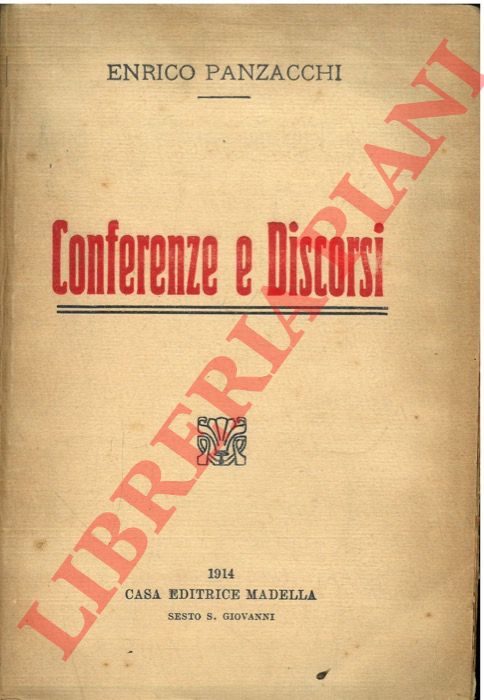 ENRICO PANZACCHI
Conferenze e Discorsi
1914
CASA EDITRICE MADELLA
SESTO S. GIOVANNI
LIBRERIA PIANI